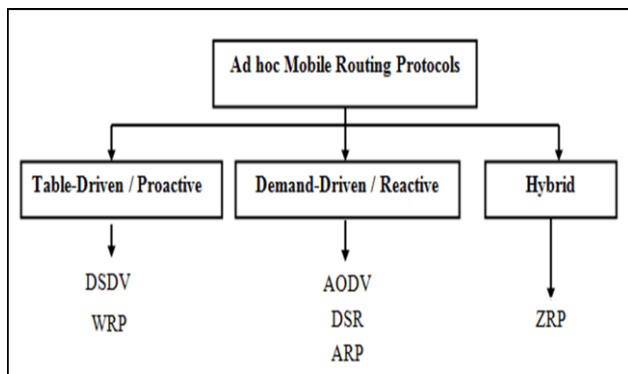 Ad hoc Mobile Routing Protocols
Table-Driven / Proactive
Demand-Driven / Reactive
Hybrid
DSDV
WRP
AODV
DSR
ARP
ZRP